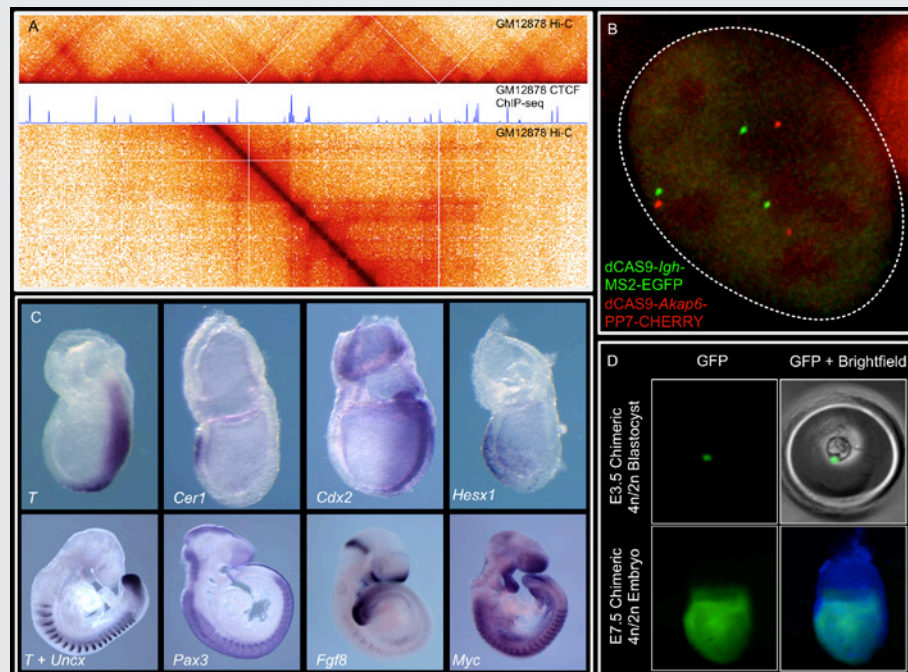 A
GM12878 Hi-C
GM12878 CTCF
ChIP-seq
GM12878 Hi-C
B
dCAS9-Igh-
MS2-EGFP
dCAS9-Akap6-
PP7-CHERRY
C
T
Cer1
Cdx2
Hesx1
T + Uncx
Pax3
Fgf8
Myc
D
GFP
GFP + Brightfield
E3.5 Chimeric
4n/2n Blastocyst
E7.5 Chimeric
4n/2n Embryo